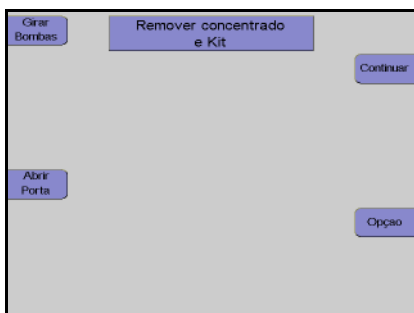 Girar
Bombas
Remover concentrado
e Kit
Continuar
Abrir
Porta
Opçao